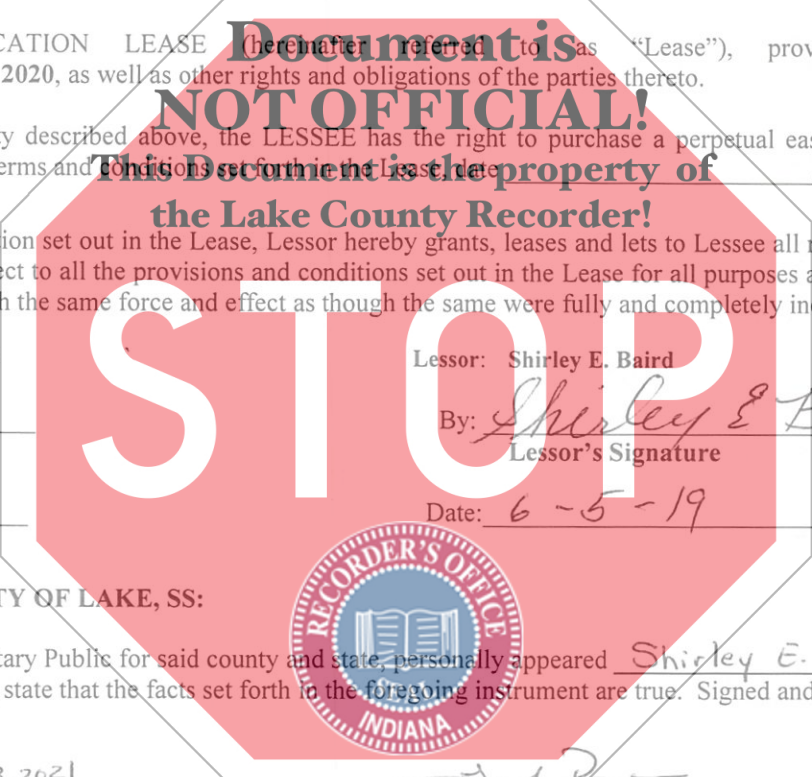 CATION LEASE (hereinafter referred to as “Lease”), prov
Document is
2020, as well as other rights and obligations of the parties thereto.
NOT OFFICIAL!
y described above, the LESSEE has the right to purchase a perpetual eas
erms and conditions set forth in the Lease, date
This Document is the property of
the Lake County Recorder!
ion set out in the Lease, Lessor hereby grants, leases and lets to Lessee all
ect to all the provisions and conditions set out in the Lease for all purposes a
h the same force and effect as though the same were fully and completely in
STOP
Lessor: Shirley E. Baird
By: Shirley E B
Lessor’s Signature
Date: 6-5-19
RECORDER'S OFFICE
TY OF LAKE, SS:
tary Public for said county and state, personally appeared Shirley E.
SEAL
state that the facts set forth in the foregoing instrument are true. Signed and
INDIANA
2021